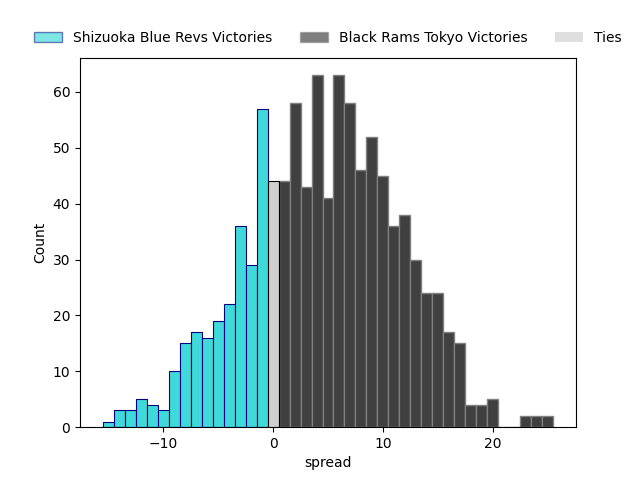 Shizuoka Blue Revs Victories
Black Rams Tokyo Victories
Ties
60
50
40
30
20
10
0
Count
−10
0
10
20
spread